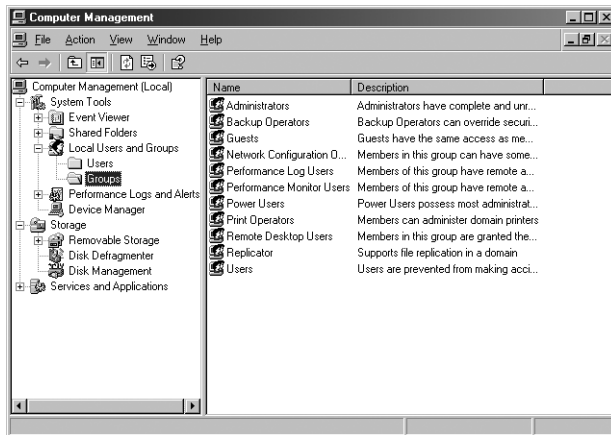 Computer Management
File Action View Window Help
Computer Management (Local)
System Tools
Event Viewer
Shared Folders
Local Users and Groups
Users
Groups
Performance Logs and Alerts
Device Manager
Storage
Removable Storage
Disk Defragmenter
Disk Management
Services and Applications
Name Description
Administrators Administrators have complete and unr...
Backup Operators Backup Operators can override securi...
Guests Guests have the same access as me...
Network Configuration O... Members in this group can have some...
Performance Log Users Members of this group have remote a...
Performance Monitor Users Members of this group have remote a...
Power Users Power Users possess most administrat...
Print Operators Members can administer domain printers
Remote Desktop Users Members in this group are granted the...
Replicator Supports file replication in a domain
Users Users are prevented from making acci...